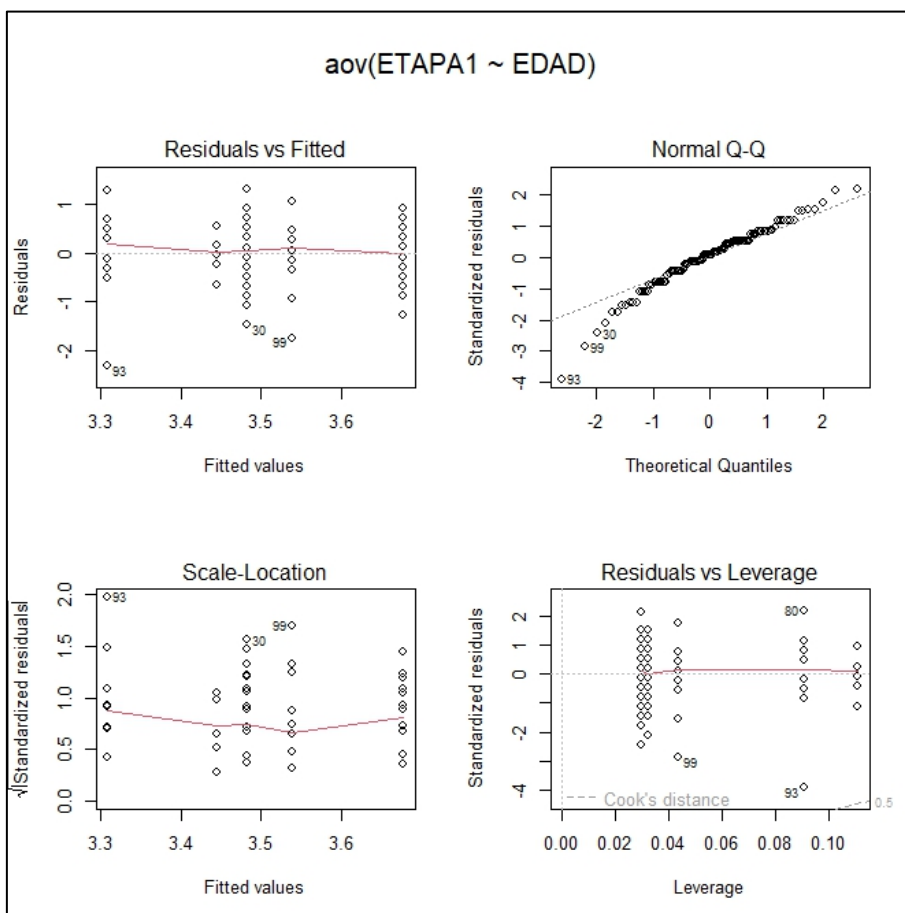 aov(ETAPA1 ~ EDAD)
Residuals vs Fitted
Residuals
1
0
-1
-2
30
99
93
3.3 3.4 3.5 3.6
Fitted values
Normal Q-Q
Standardized residuals
2
1
0
-1
-2
-3
-4
30
99
93
-2 -1 0 1 2
Theoretical Quantiles
Scale-Location
√|Standardized residuals|
2.0
1.5
1.0
0.5
0.0
93
99
30
3.3 3.4 3.5 3.6
Fitted values
Residuals vs Leverage
Standardized residuals
2
1
0
-2
-4
80
99
93
Cook's distance
0.5
0.00 0.02 0.04 0.06 0.08 0.10
Leverage